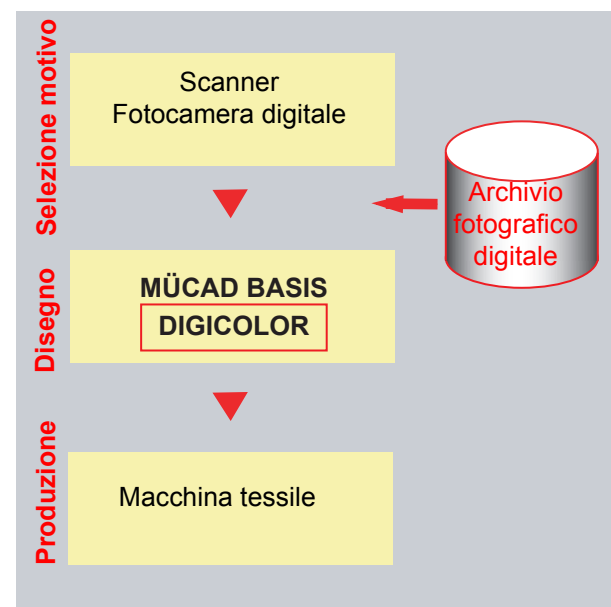 Selezione motivo
Scanner
Fotocamera digitale
Archivio
fotografico
digitale
Disegno
MÜCAD BASIS
DIGICOLOR
Produzione
Macchina tessile